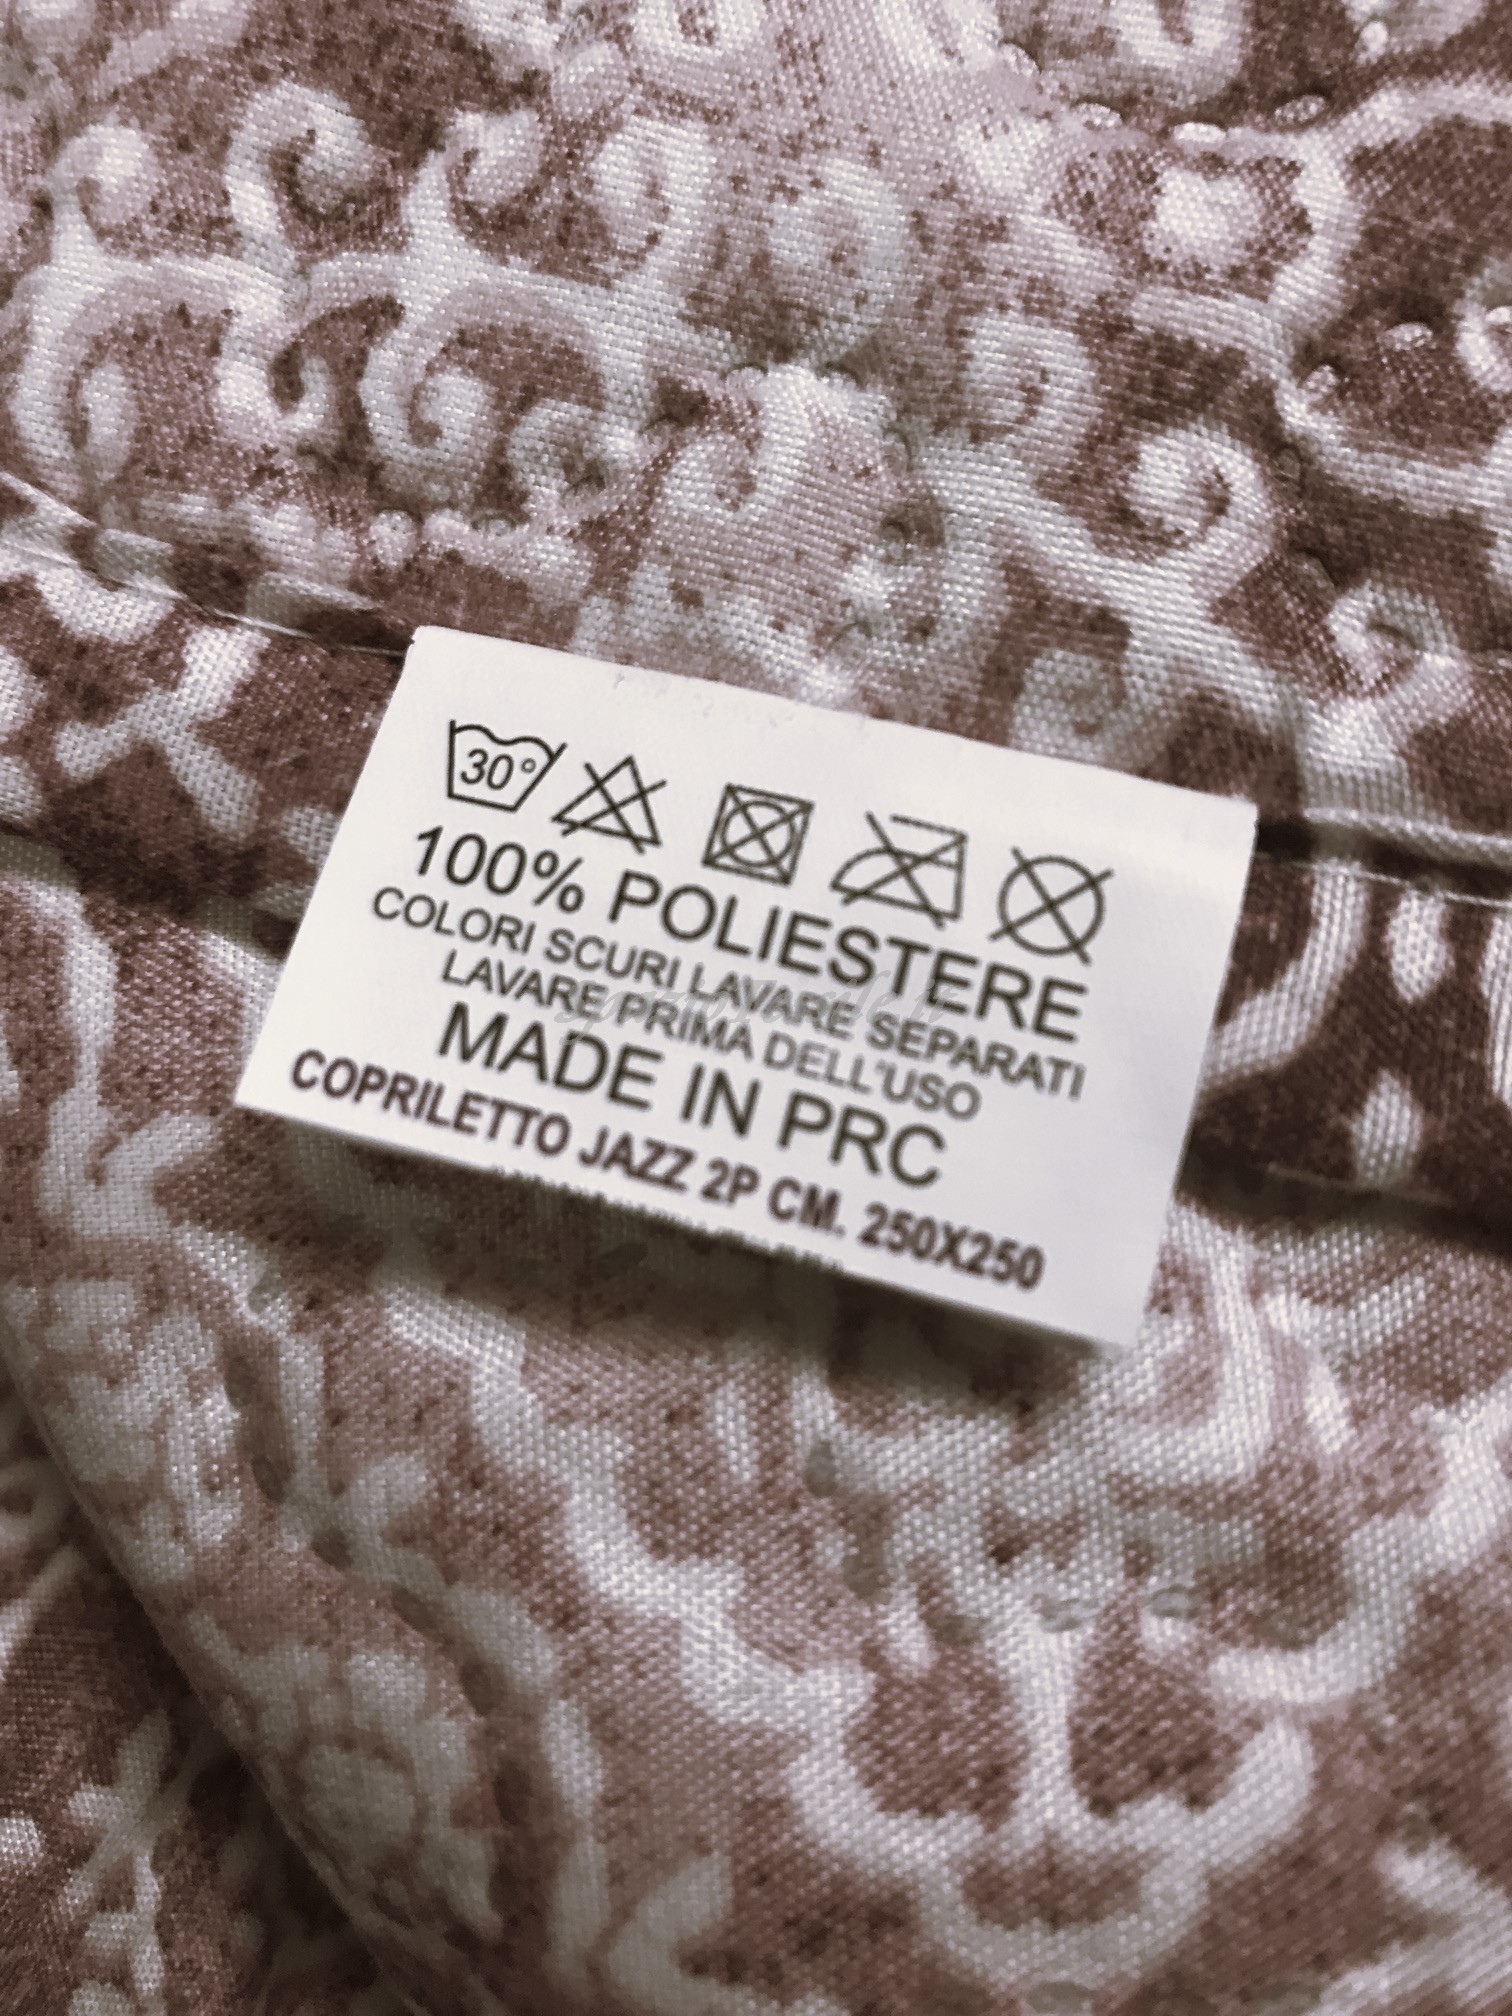 30°
100% POLIESTERE
COLORI SCURI LAVARE SEPARATI
LAVARE PRIMA DELL'USO
MADE IN PRC
COPRILETTO JAZZ 2P CM. 250X250